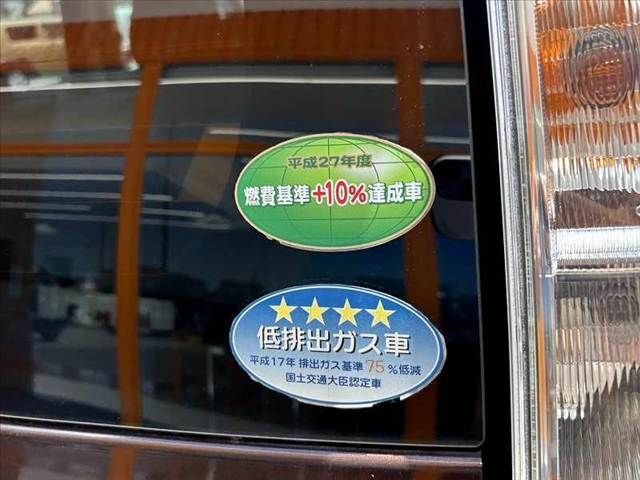 平成27年度
燃費基準+10%達成車
低排出ガス車
平成17年 排出ガス基準 75%低減
国土交通大臣認定車